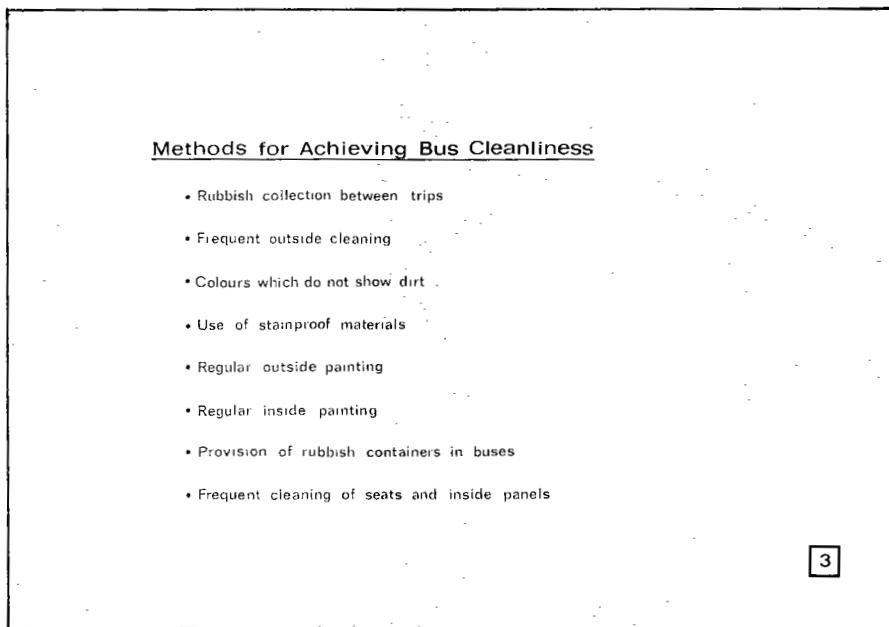 Methods for Achieving Bus Cleanliness
• Rubbish collection between trips
• Frequent outside cleaning
• Colours which do not show dirt
• Use of stainproof materials
• Regular outside painting
• Regular inside painting
• Provision of rubbish containers in buses
• Frequent cleaning of seats and inside panels
3